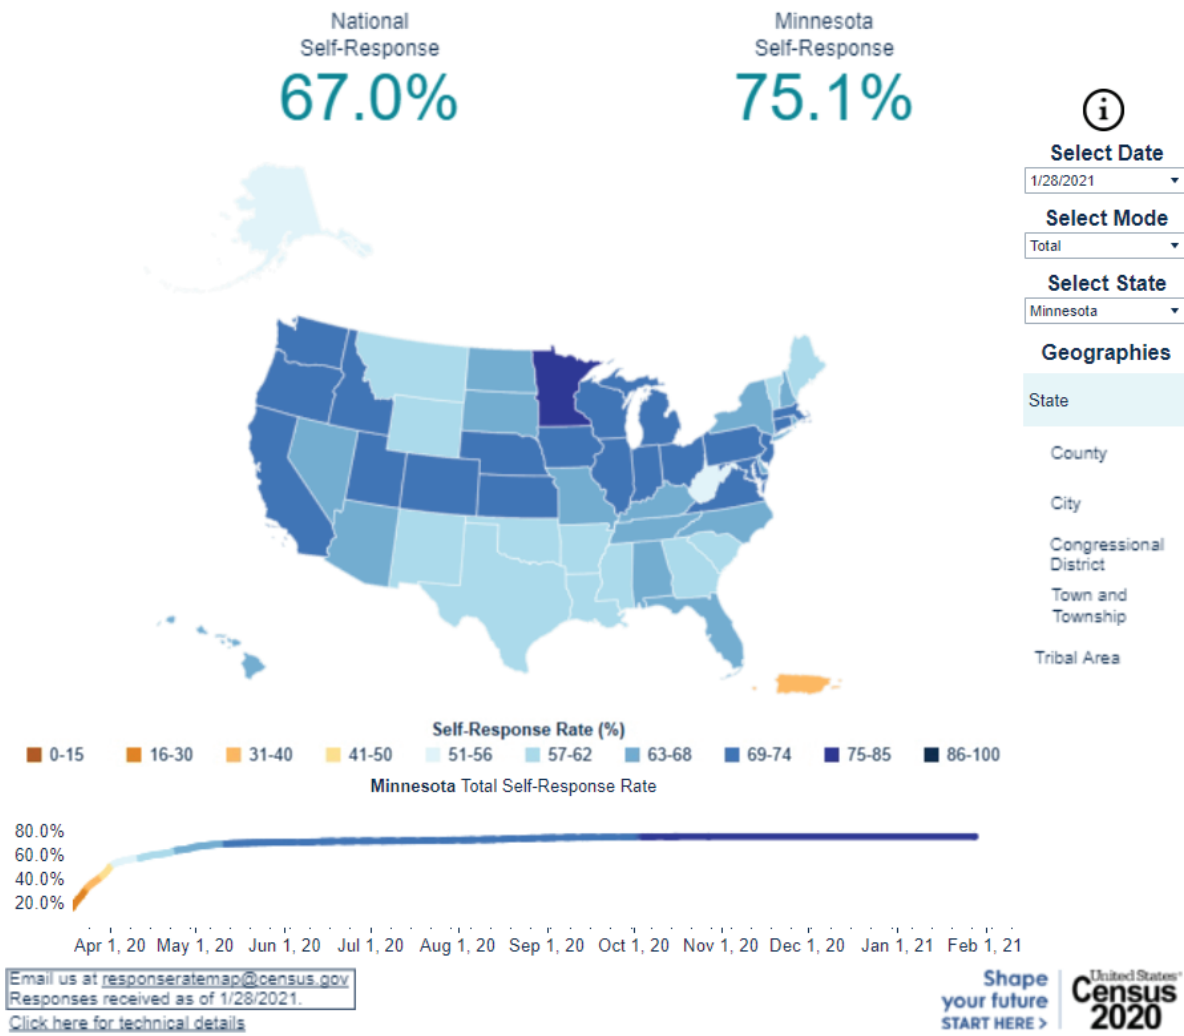 National
Self-Response
67.0%
Minnesota
Self-Response
75.1%
i
Select Date
1/28/2021
Select Mode
Total
Select State
Minnesota
Geographies
State
County
City
Congressional
District
Town and
Township
Tribal Area
Self-Response Rate (%)
0-15 16-30 31-40 41-50 51-56 57-62 63-68 69-74 75-85 86-100
Minnesota Total Self-Response Rate
80.0%
60.0%
40.0%
20.0%
Apr 1, 20 May 1, 20 Jun 1, 20 Jul 1, 20 Aug 1, 20 Sep 1, 20 Oct 1, 20 Nov 1, 20 Dec 1, 20 Jan 1, 21 Feb 1, 21
Email us at responseratemap@census.gov
Responses received as of 1/28/2021.
Click here for technical details
Shape
your future
START HERE >
United States®
Census
2020